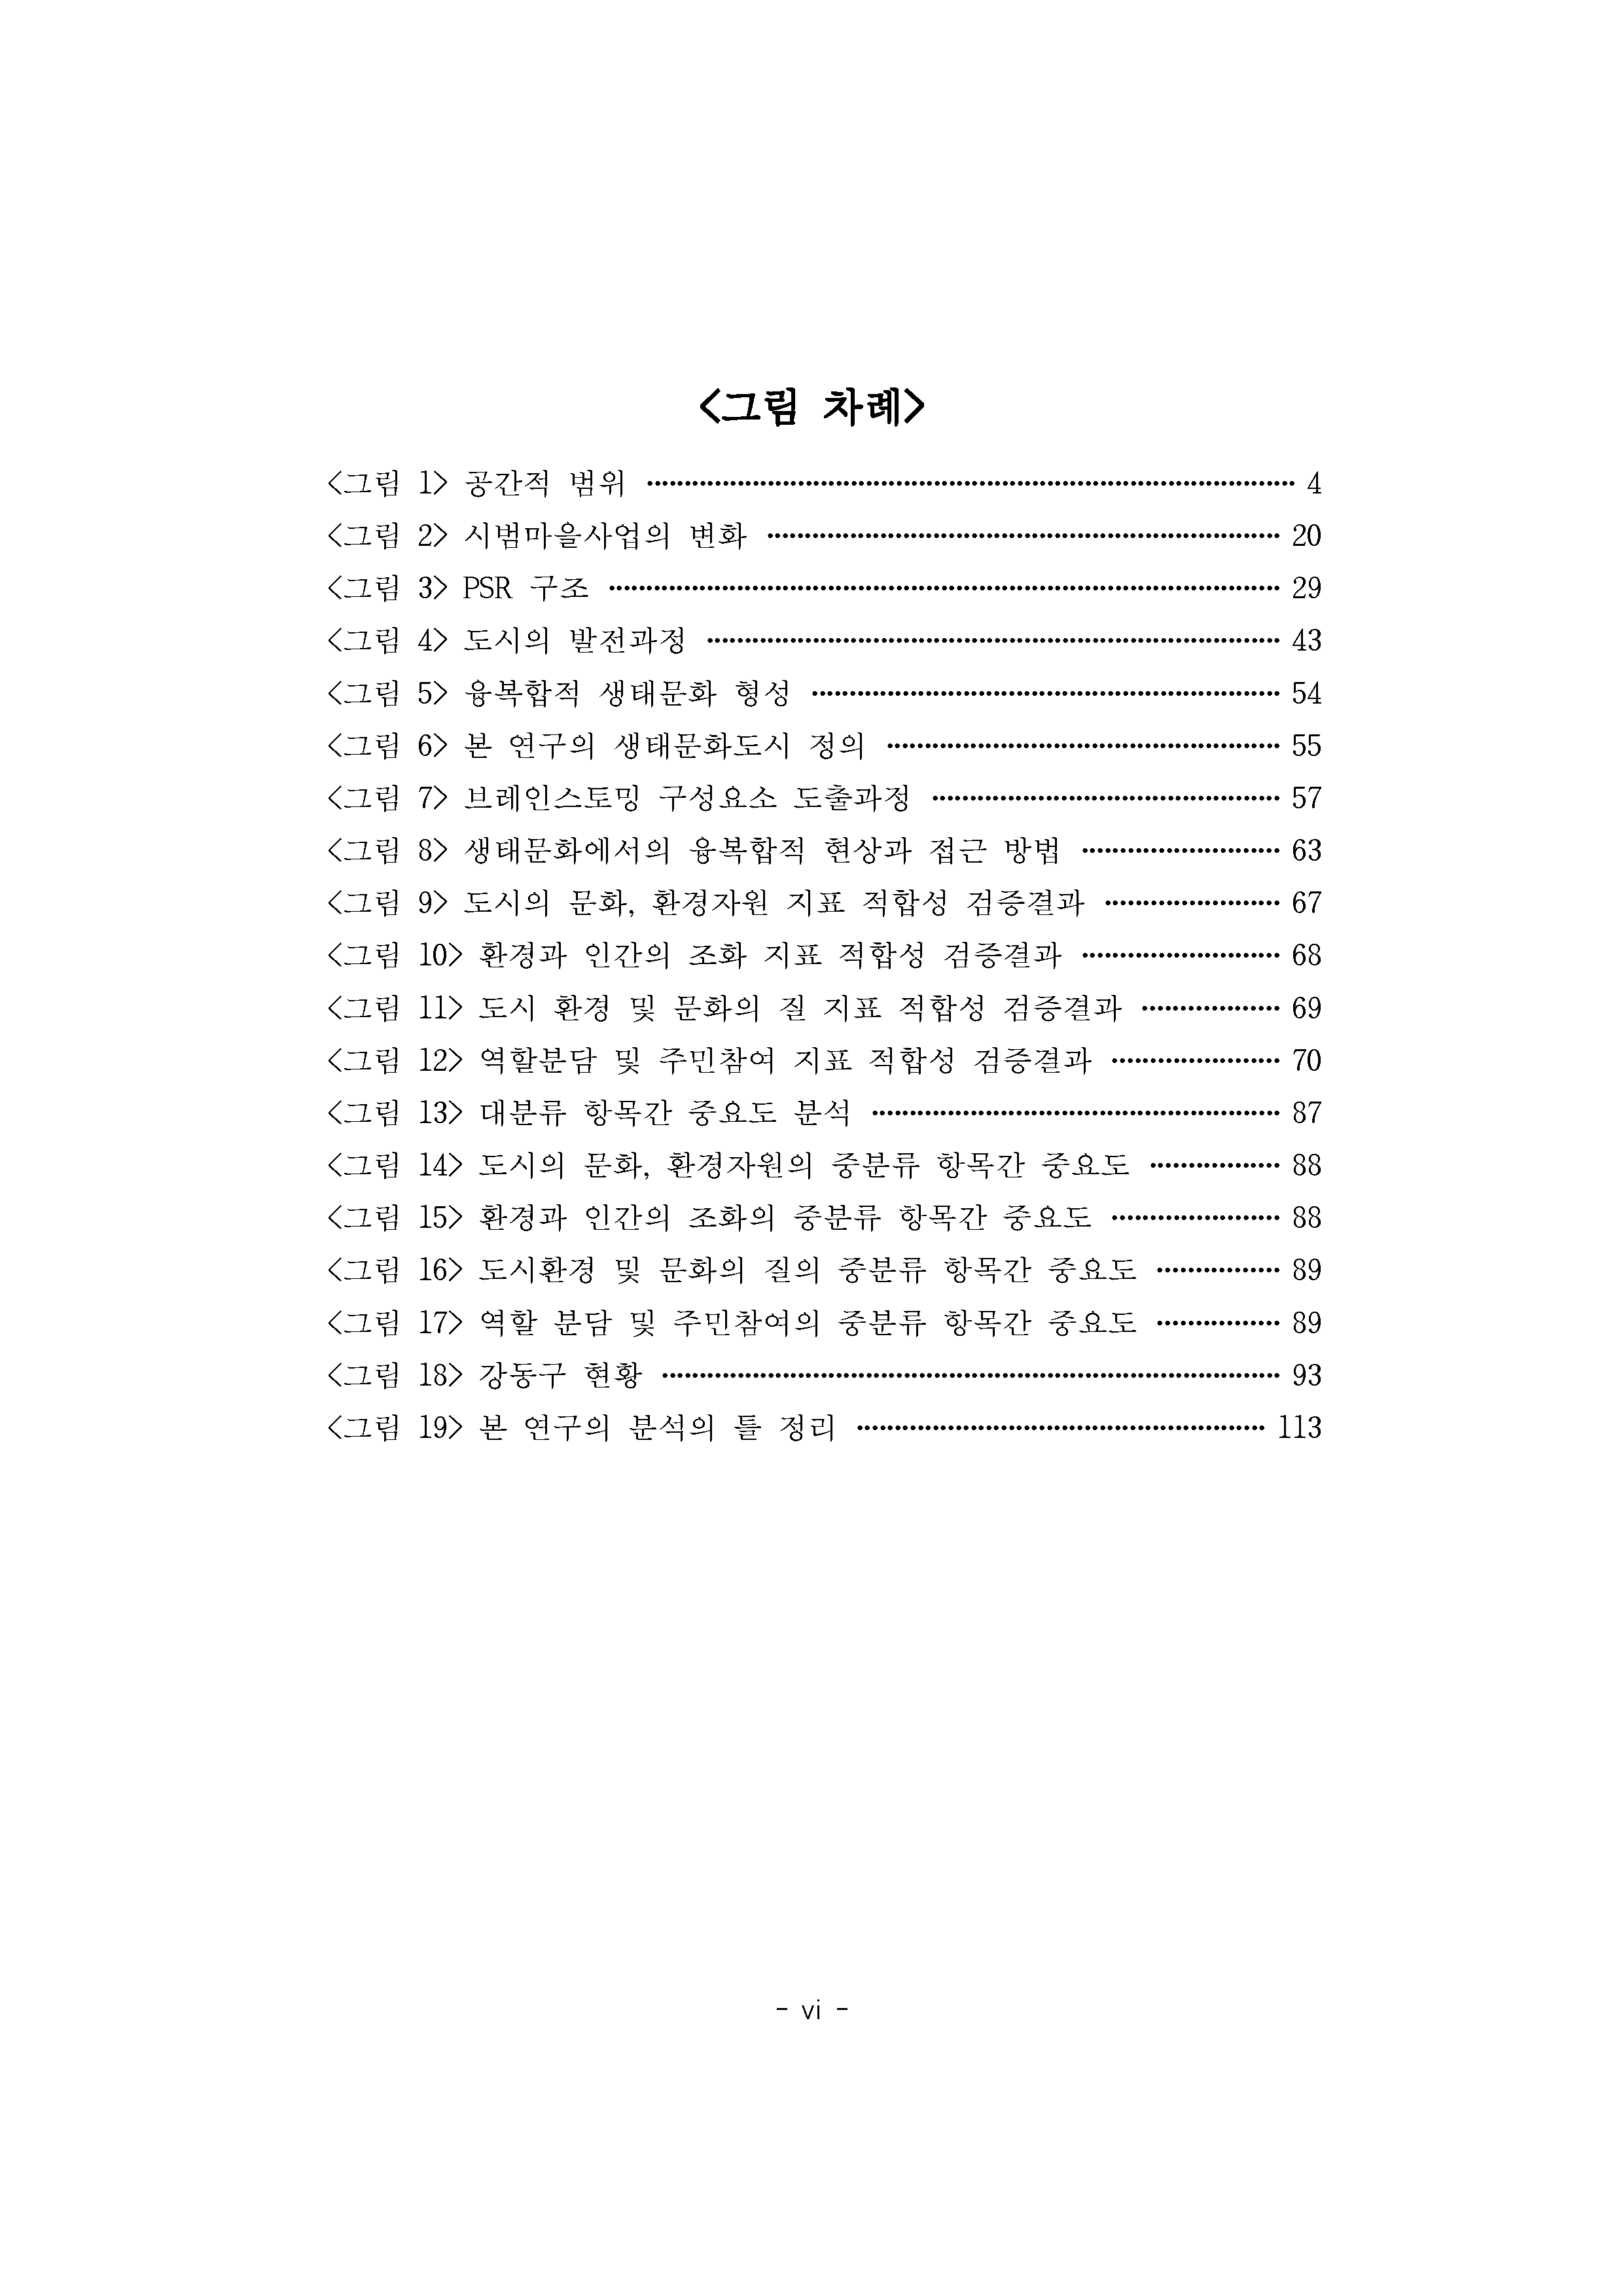 <그림 차례>
<그림 1> 공간적 범위 ········ 4
<그림 2> 시범마을사업의 변화 ········ 20
<그림 3> PSR 구조 ········ 29
<그림 4> 도시의 발전과정 ········ 43
<그림 5> 융복합적 생태문화 형성 ········ 54
<그림 6> 본 연구의 생태문화도시 정의 ········ 55
<그림 7> 브레인스토밍 구성요소 도출과정 ········ 57
<그림 8> 생태문화에서의 융복합적 현상과 접근 방법 ········ 63
<그림 9> 도시의 문화, 환경자원 지표 적합성 검증결과 ········ 67
<그림 10> 환경과 인간의 조화 지표 적합성 검증결과 ········ 68
<그림 11> 도시 환경 및 문화의 질 지표 적합성 검증결과 ········ 69
<그림 12> 역할분담 및 주민참여 지표 적합성 검증결과 ········ 70
<그림 13> 대분류 항목간 중요도 분석 ········ 87
<그림 14> 도시의 문화, 환경자원의 중분류 항목간 중요도 ········ 88
<그림 15> 환경과 인간의 조화의 중분류 항목간 중요도 ········ 88
<그림 16> 도시환경 및 문화의 질의 중분류 항목간 중요도 ········ 89
<그림 17> 역할 분담 및 주민참여의 중분류 항목간 중요도 ········ 89
<그림 18> 강동구 현황 ········ 93
<그림 19> 본 연구의 분석의 틀 정리 ········ 113
- vi -